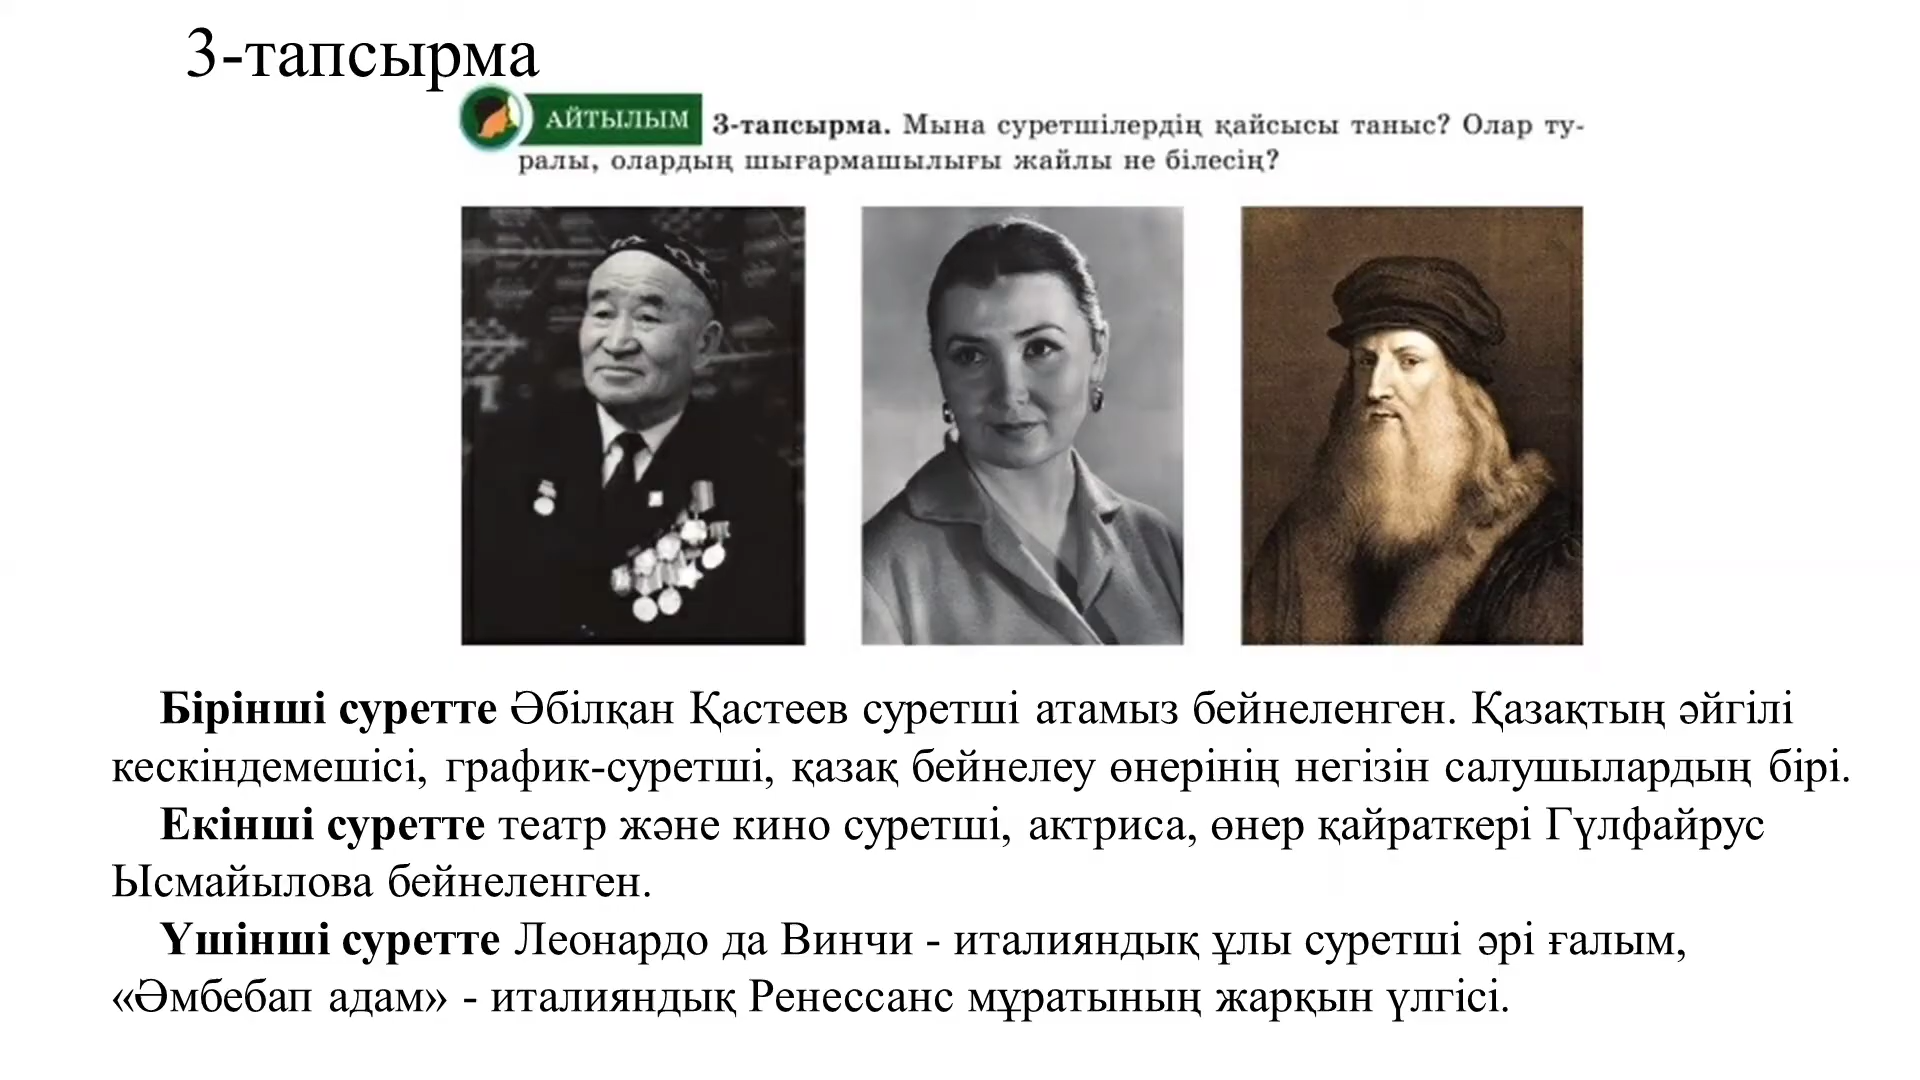 3-тапсырма
АЙТЫЛЫМ 3-тапсырма. Мына суретшілердің қайсысы таныс? Олар ту-
ралы, олардың шығармашылығы жайлы не білесің?
Бірінші суретте Әбілқан Қастеев суретші атамыз бейнеленген. Қазақтың әйгілі
кескіндемешісі, график-суретші, қазақ бейнелеу өнерінің негізін салушылардың бірі.
Екінші суретте театр және кино суретші, актриса, өнер қайраткері Гүлфайрус
Ысмайылова бейнеленген.
Үшінші суретте Леонардо да Винчи - италияндық ұлы суретші әрі ғалым,
«Әмбебап адам» - италияндық Ренессанс мұратының жарқын үлгісі.